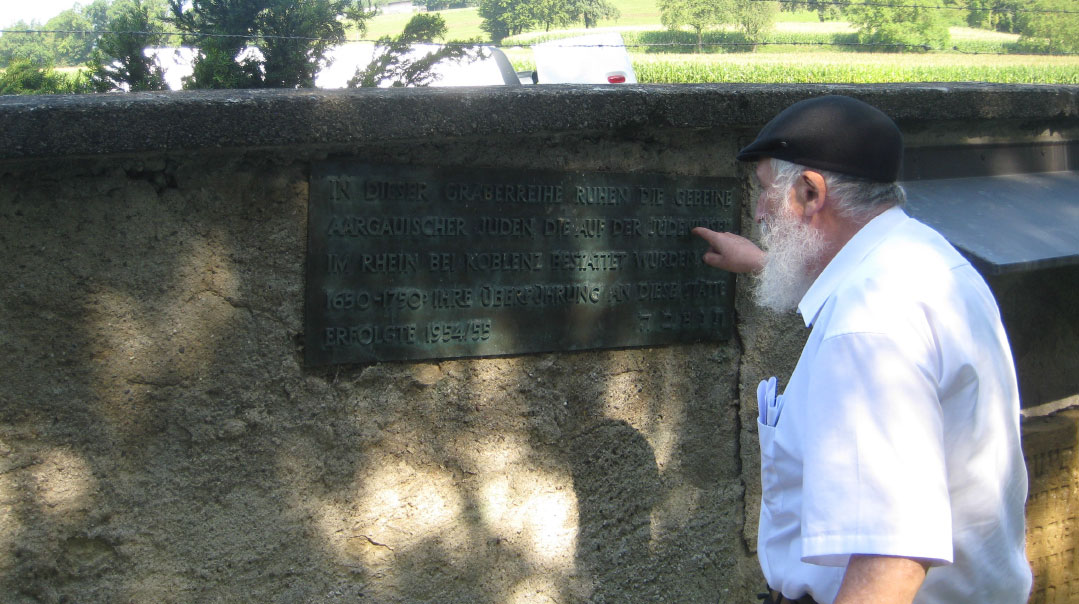 IN DIESER GRÄBERREIHE RUHEN DIE GEBEINE
AARGAUISCHER JUDEN, DIE AUF DER
IM RHEIN BEI KOBLENZ BESTATTET WURDEN
1650-1750: IHRE ÜBERFÜHRUNG AN DIESE STÄTTE
ERFOLGTE 1954/55